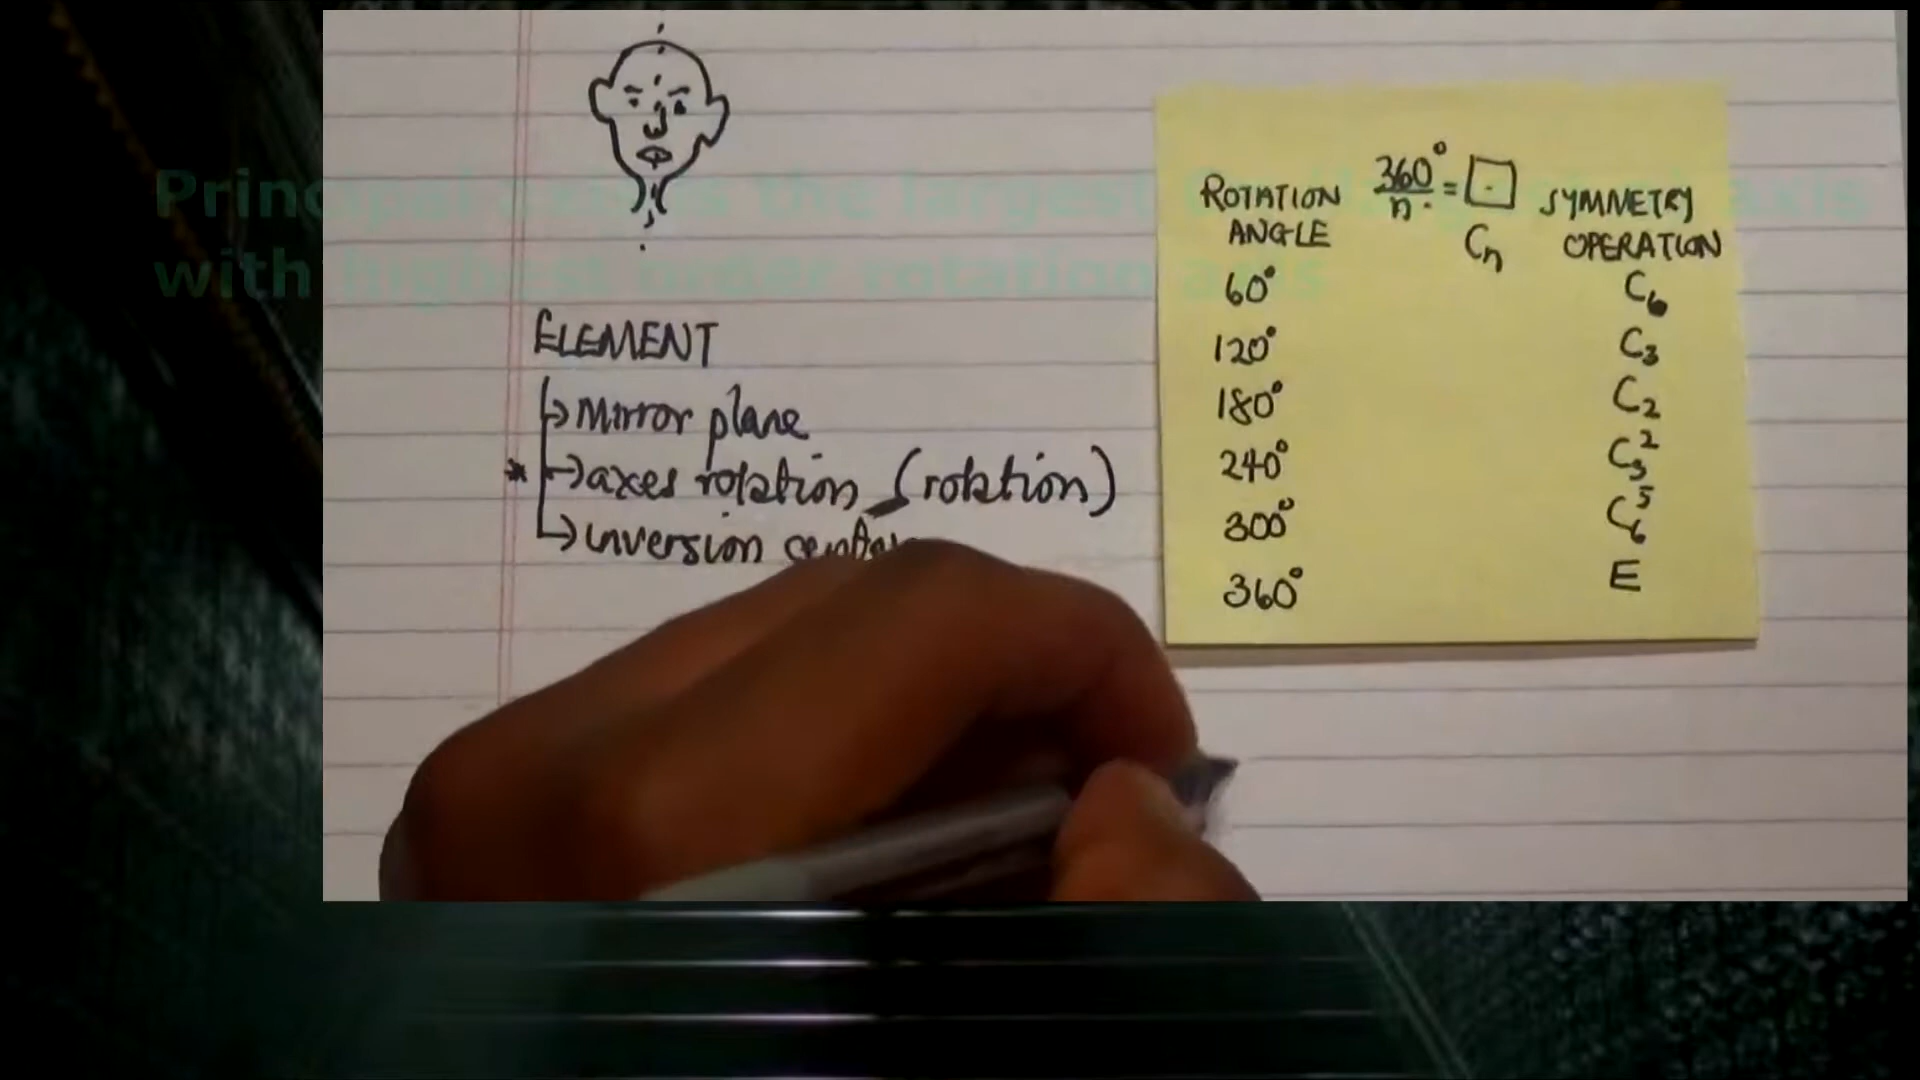 Principal axis is the largest axis
with highest order rotation axis
ELEMENT
↳ Mirror plane
* → axes rotation (rotation)
↳ inversion
ROTATION ANGLE 360°/n = □ Cn SYMMETRY OPERATION
60° C6
120° C3
180° C2
240° C3^2
300° C6^5
360° E